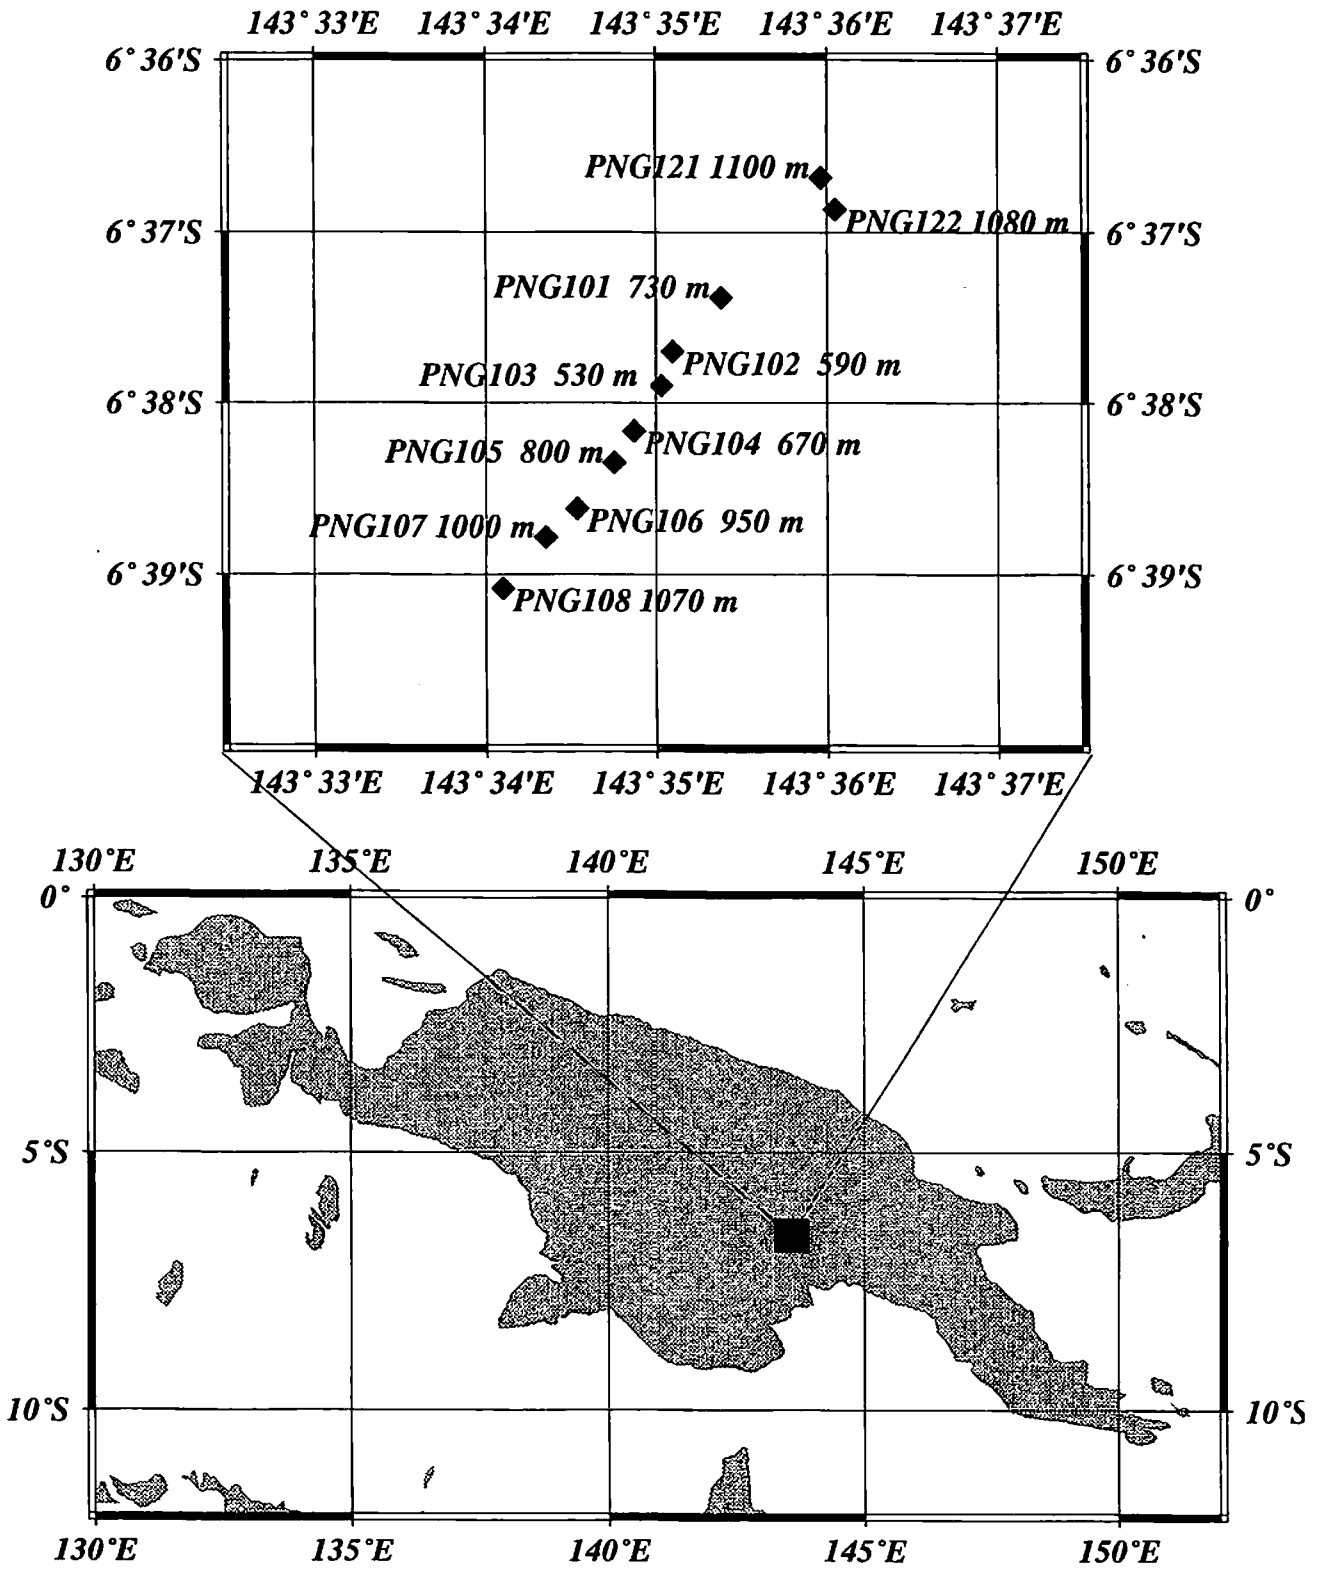 143°33'E 143°34'E 143°35'E 143°36'E 143°37'E
6°36'S 6°36'S
PNG121 1100 m
PNG122 1080 m
6°37'S 6°37'S
PNG101 730 m
PNG102 590 m
PNG103 530 m
6°38'S 6°38'S
PNG104 670 m
PNG105 800 m
PNG106 950 m
PNG107 1000 m
6°39'S 6°39'S
PNG108 1070 m
143°33'E 143°34'E 143°35'E 143°36'E 143°37'E
130°E 135°E 140°E 145°E 150°E
0° 0°
5°S 5°S
10°S 10°S
130°E 135°E 140°E 145°E 150°E